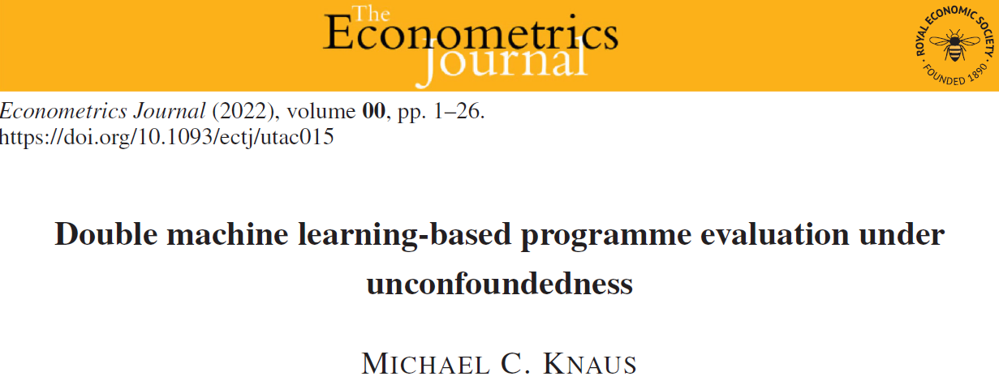 The
Econometrics
Journal
ROYAL ECONOMIC SOCIETY
· FOUNDED 1890 ·
Econometrics Journal (2022), volume 00, pp. 1–26.
https://doi.org/10.1093/ectj/utac015
Double machine learning-based programme evaluation under
unconfoundedness
MICHAEL C. KNAUS